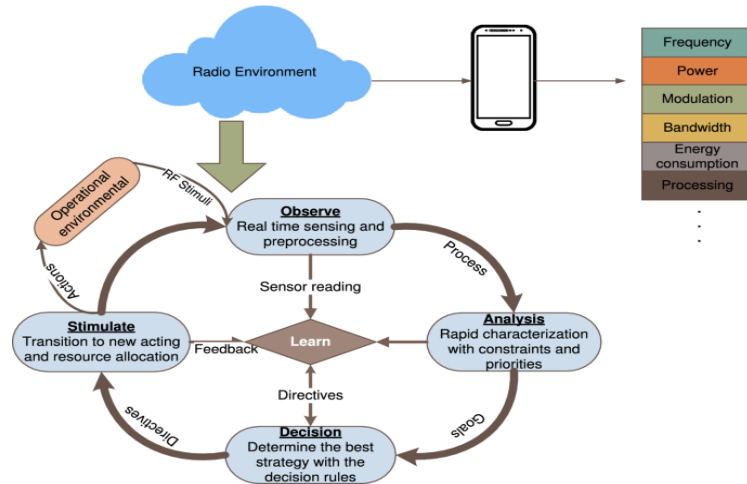 Radio Environment
Frequency
Power
Modulation
Bandwidth
Energy
consumption
Processing
Operational
environmental
RF Stimuli
Observe
Real time sensing and
preprocessing
Process
Actions
Sensor reading
Stimulate
Transition to new acting
and resource allocation
Feedback
Learn
Analysis
Rapid characterization
with constraints and
priorities
Directives
Directives
Goals
Decision
Determine the best
strategy with the
decision rules